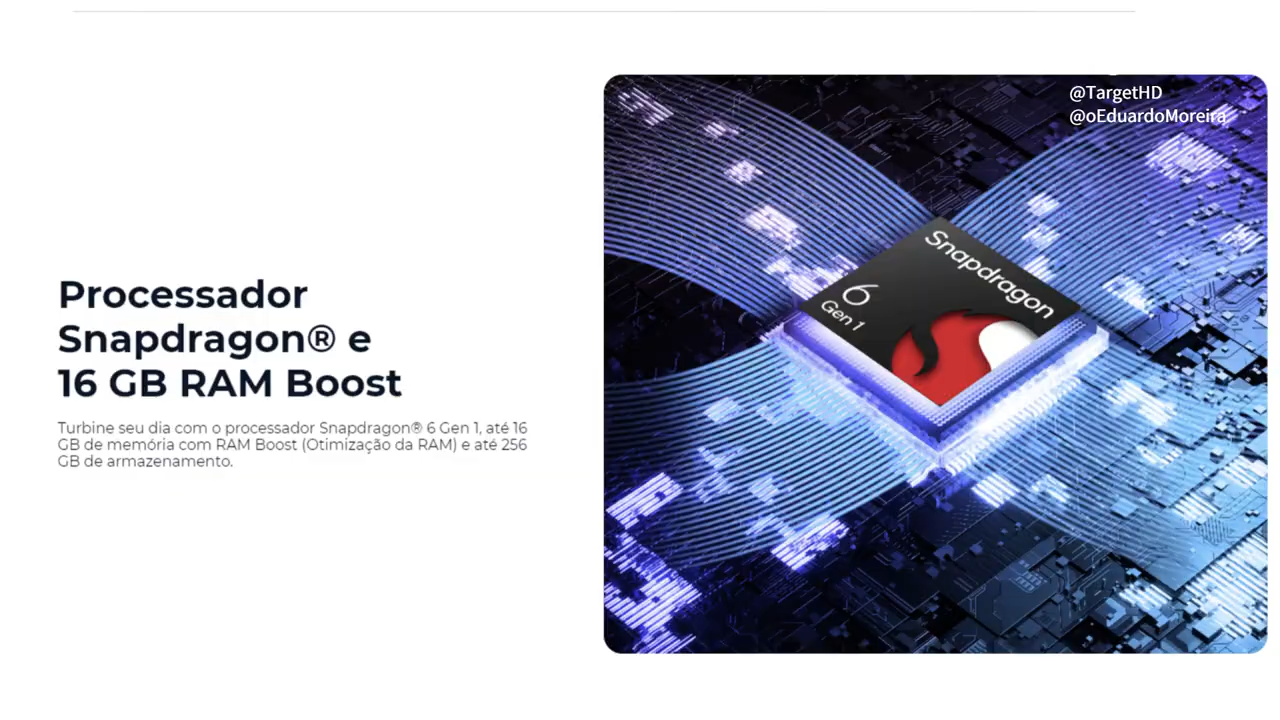 Processador
Snapdragon® e
16 GB RAM Boost
Turbine seu dia com o processador Snapdragon® 6 Gen 1, até 16
GB de memória com RAM Boost (Otimização da RAM) e até 256
GB de armazenamento.
@TargetHD
@oEduardoMoreira
Snapdragon
6
Gen 1